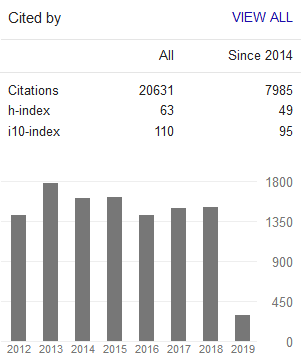 Cited by VIEW ALL
All Since 2014
Citations 20631 7985
h-index 63 49
i10-index 110 95
1800
1350
900
450
0
2012 2013 2014 2015 2016 2017 2018 2019